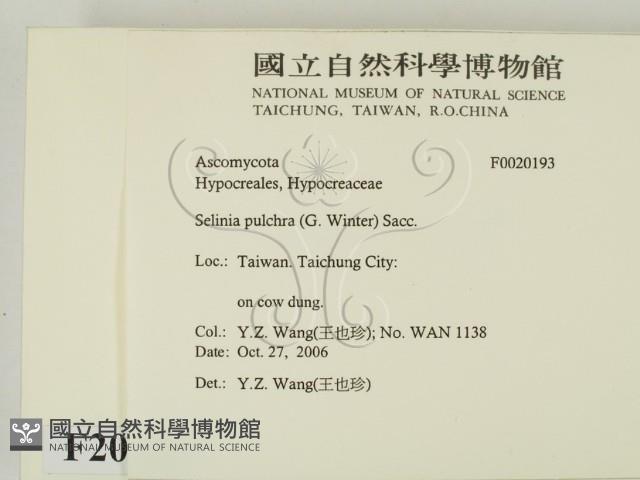 國立自然科學博物館
NATIONAL MUSEUM OF NATURAL SCIENCE
TAICHUNG, TAIWAN, R.O.CHINA
Ascomycota F0020193
Hypocreales, Hypocreaceae
Selinia pulchra (G. Winter) Sacc.
Loc.: Taiwan. Taichung City:
on cow dung.
Col.: Y.Z. Wang(王也珍); No. WAN 1138
Date: Oct. 27, 2006
Det.: Y.Z. Wang(王也珍)
國立自然科學博物館
NATIONAL MUSEUM OF NATURAL SCIENCE
F20